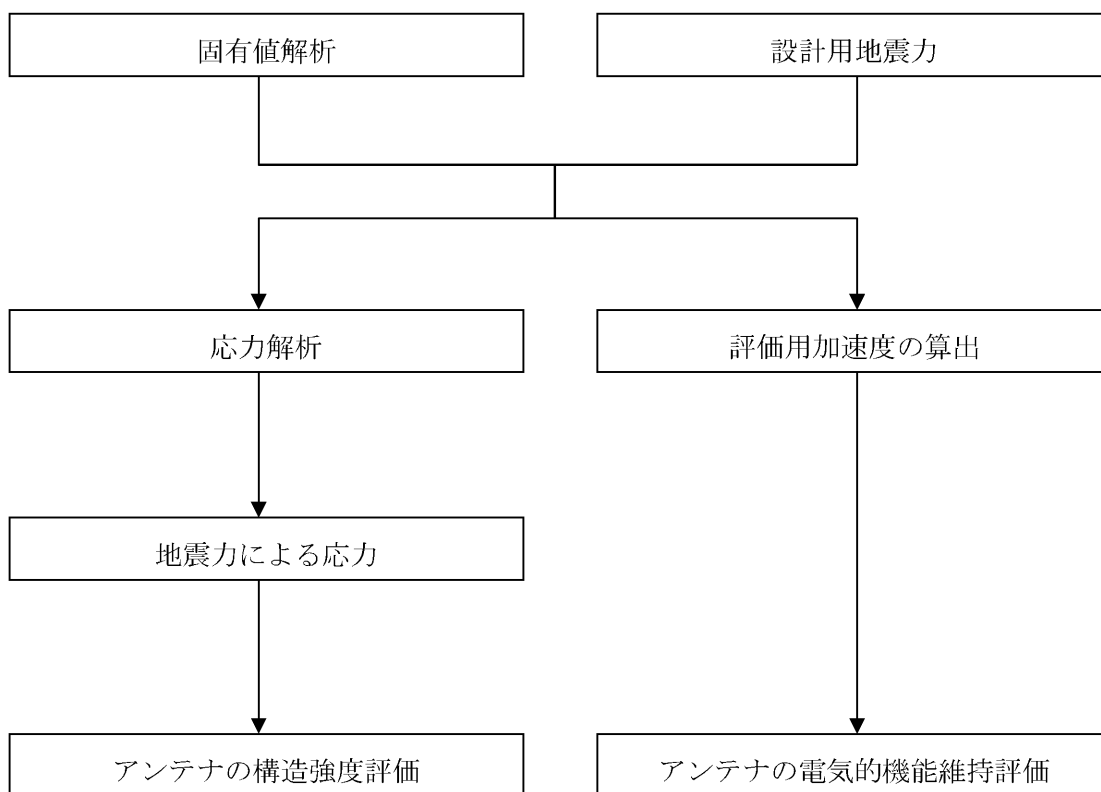 固有値解析
設計用地震力
応力解析
評価用加速度の算出
地震力による応力
アンテナの構造強度評価
アンテナの電気的機能維持評価